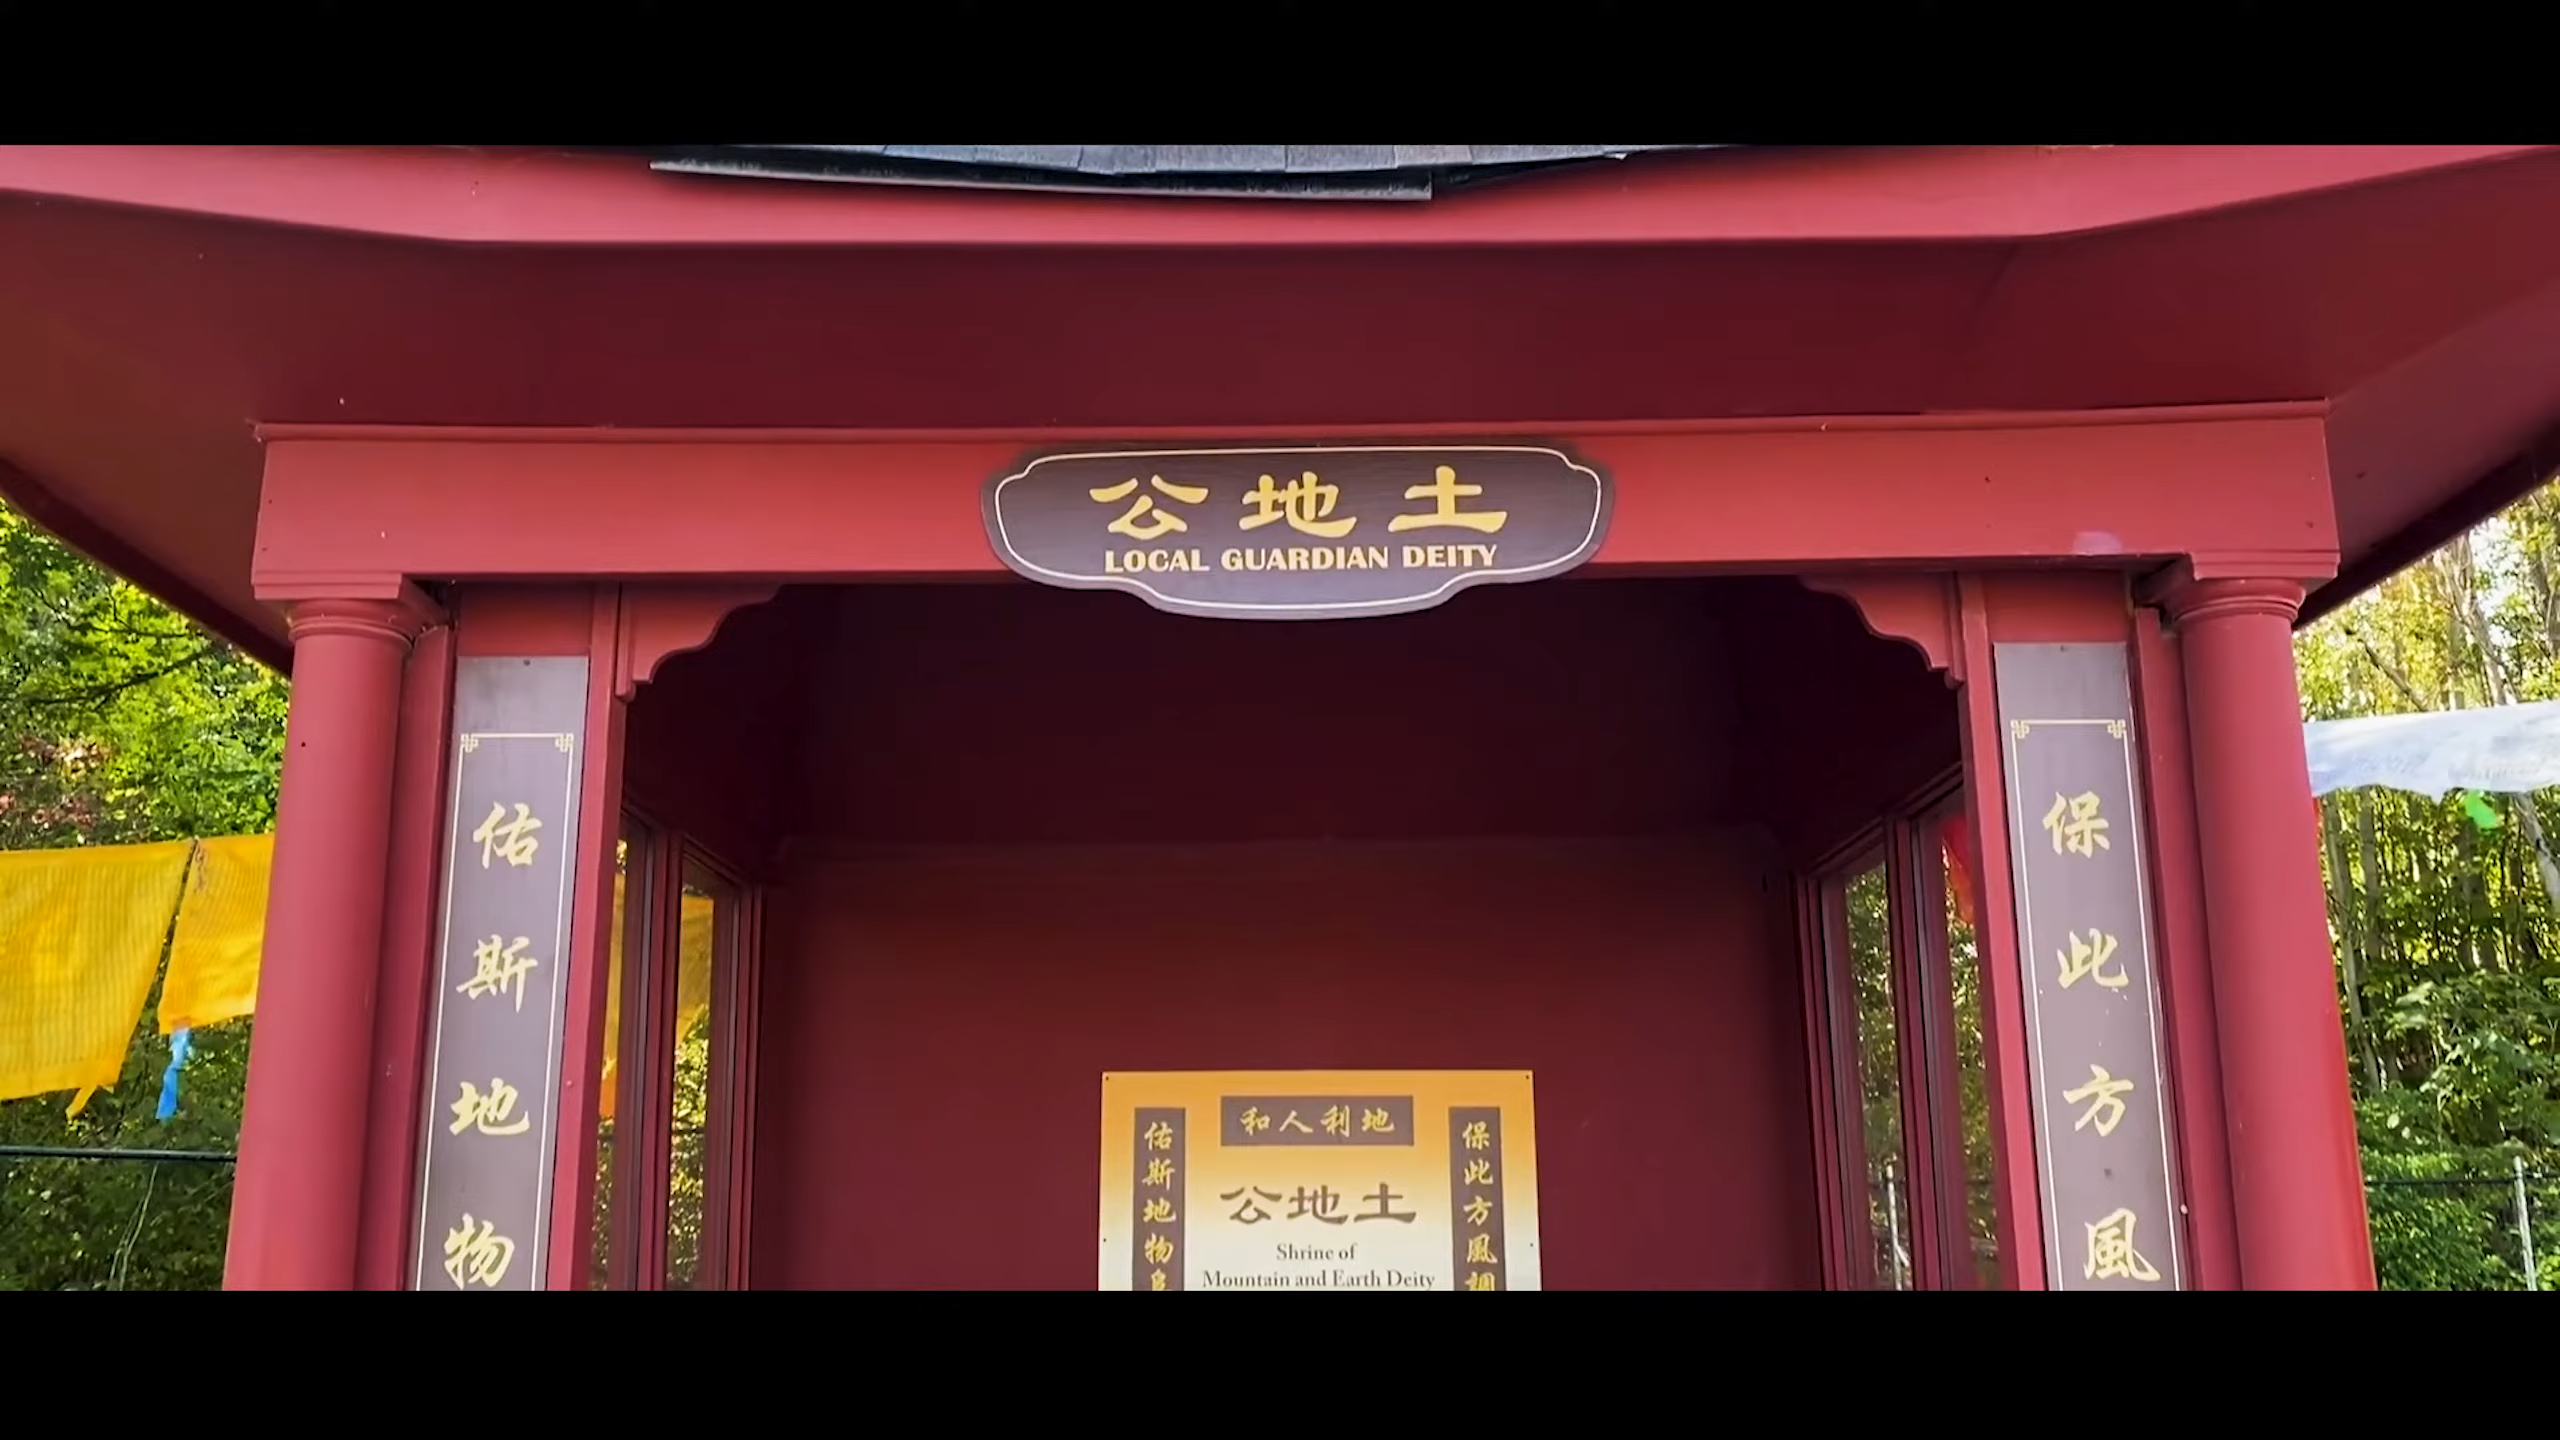 土地公
LOCAL GUARDIAN DEITY
保此方風
佑斯地物
地利人和
保此方風調
佑斯地物
土地公
Shrine of
Mountain and Earth Deity